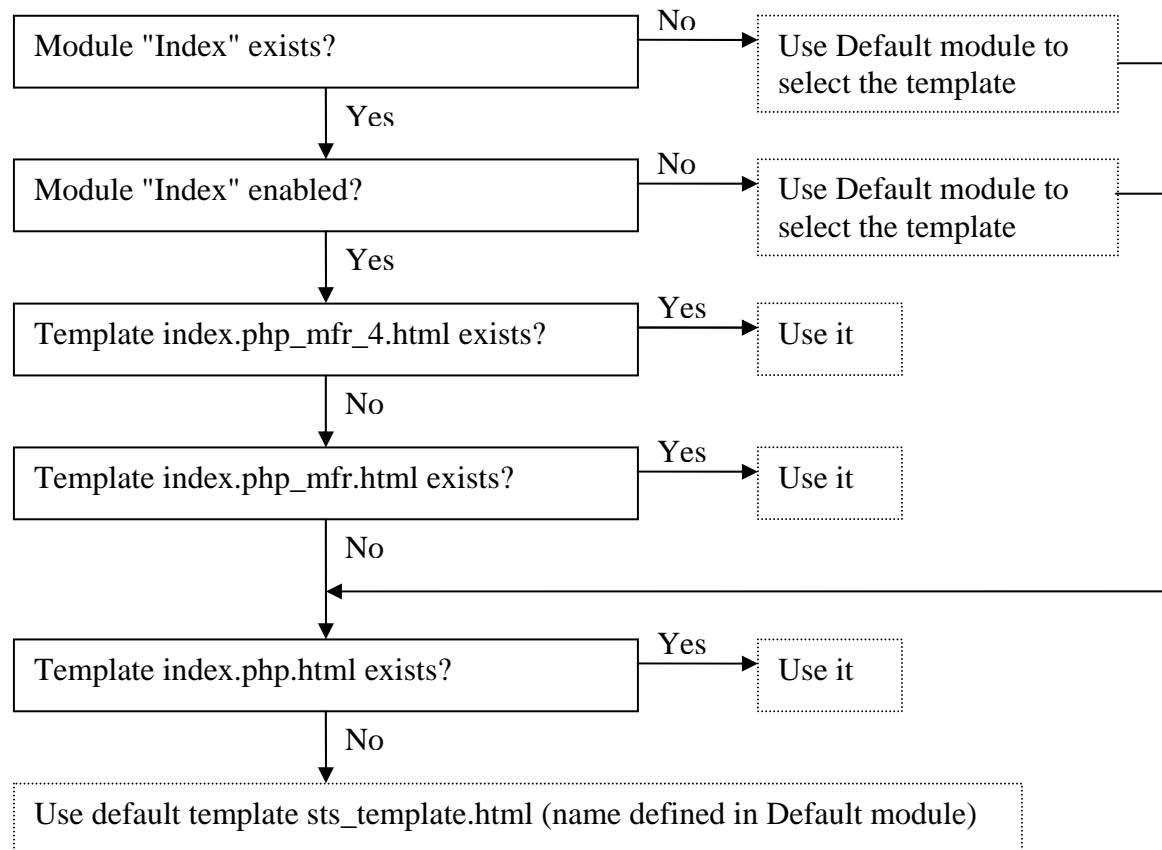 Module "Index" exists?
No
Use Default module to
select the template
Yes
Module "Index" enabled?
No
Use Default module to
select the template
Yes
Template index.php_mfr_4.html exists?
Yes
Use it
No
Template index.php_mfr.html exists?
Yes
Use it
No
Template index.php.html exists?
Yes
Use it
No
Use default template sts_template.html (name defined in Default module)